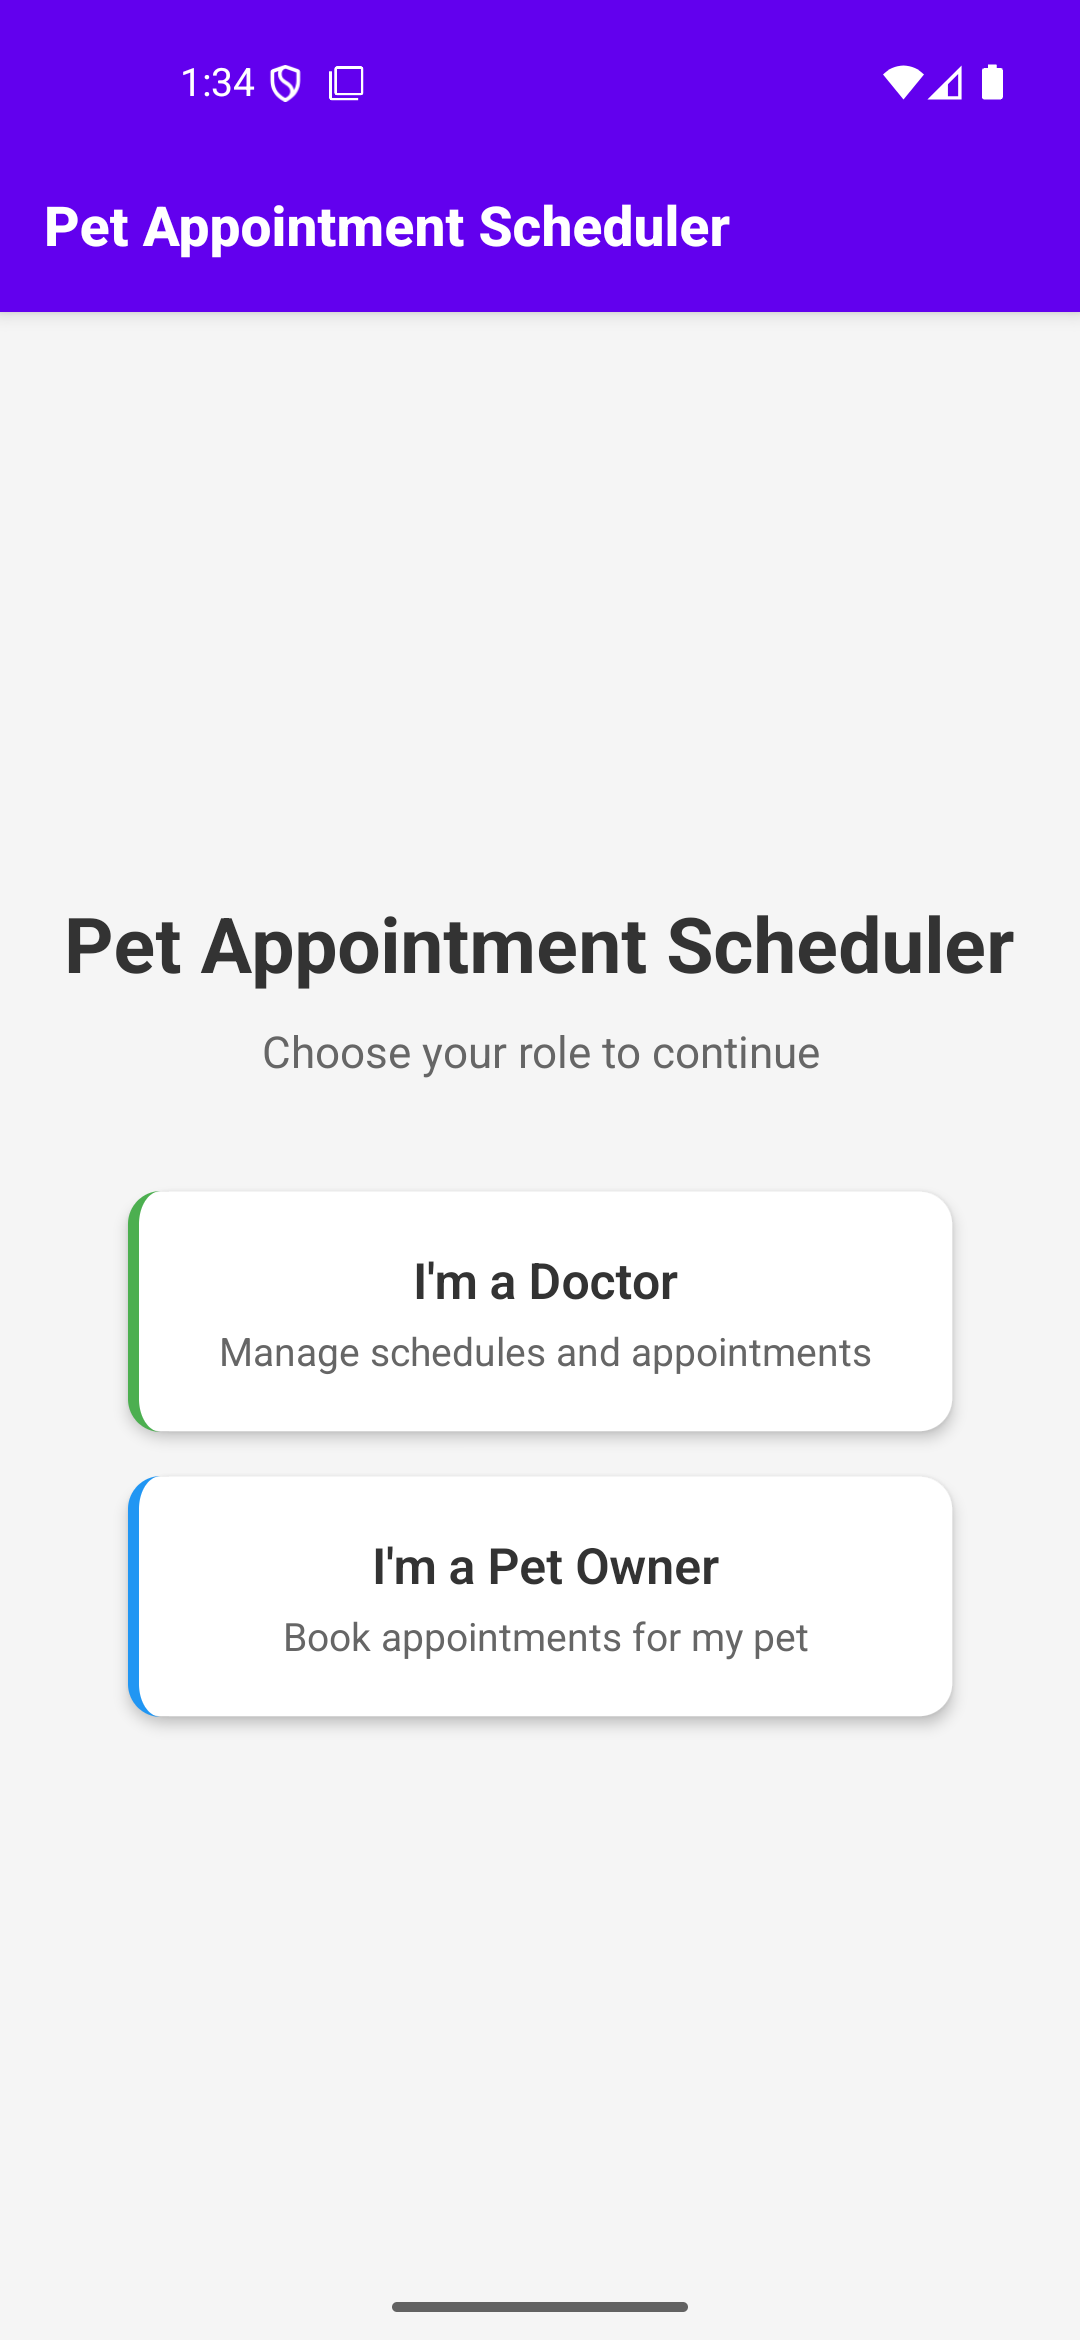 1:34
Pet Appointment Scheduler
Pet Appointment Scheduler
Choose your role to continue
I'm a Doctor
Manage schedules and appointments
I'm a Pet Owner
Book appointments for my pet